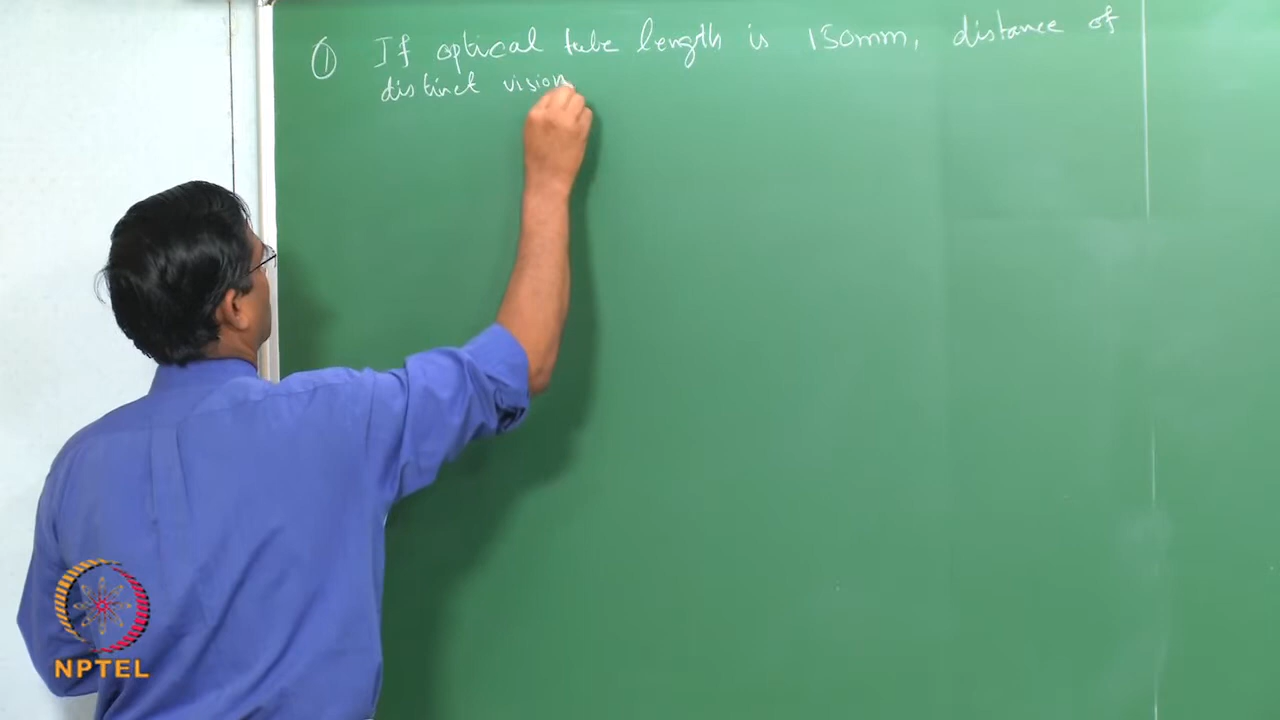 ① If optical tube length is 150mm, distance of
distinct vision
NPTEL